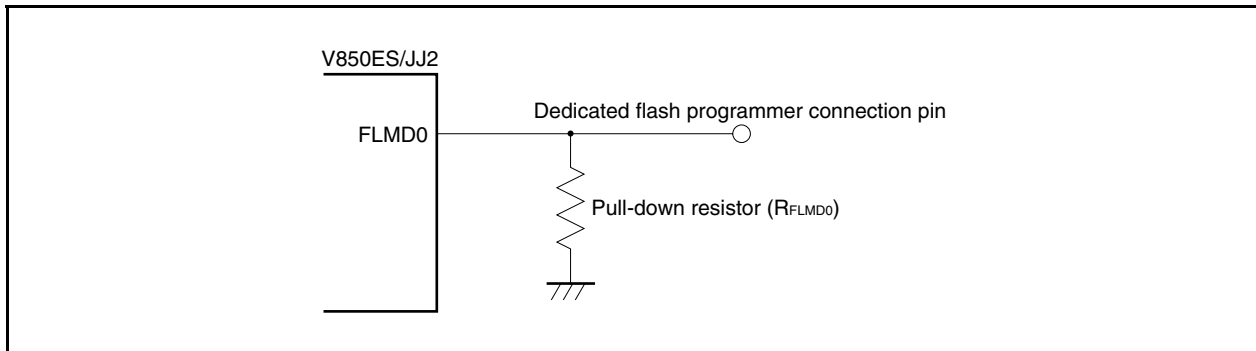 V850ES/JJ2
Dedicated flash programmer connection pin
FLMD0
Pull-down resistor (RFLMD0)